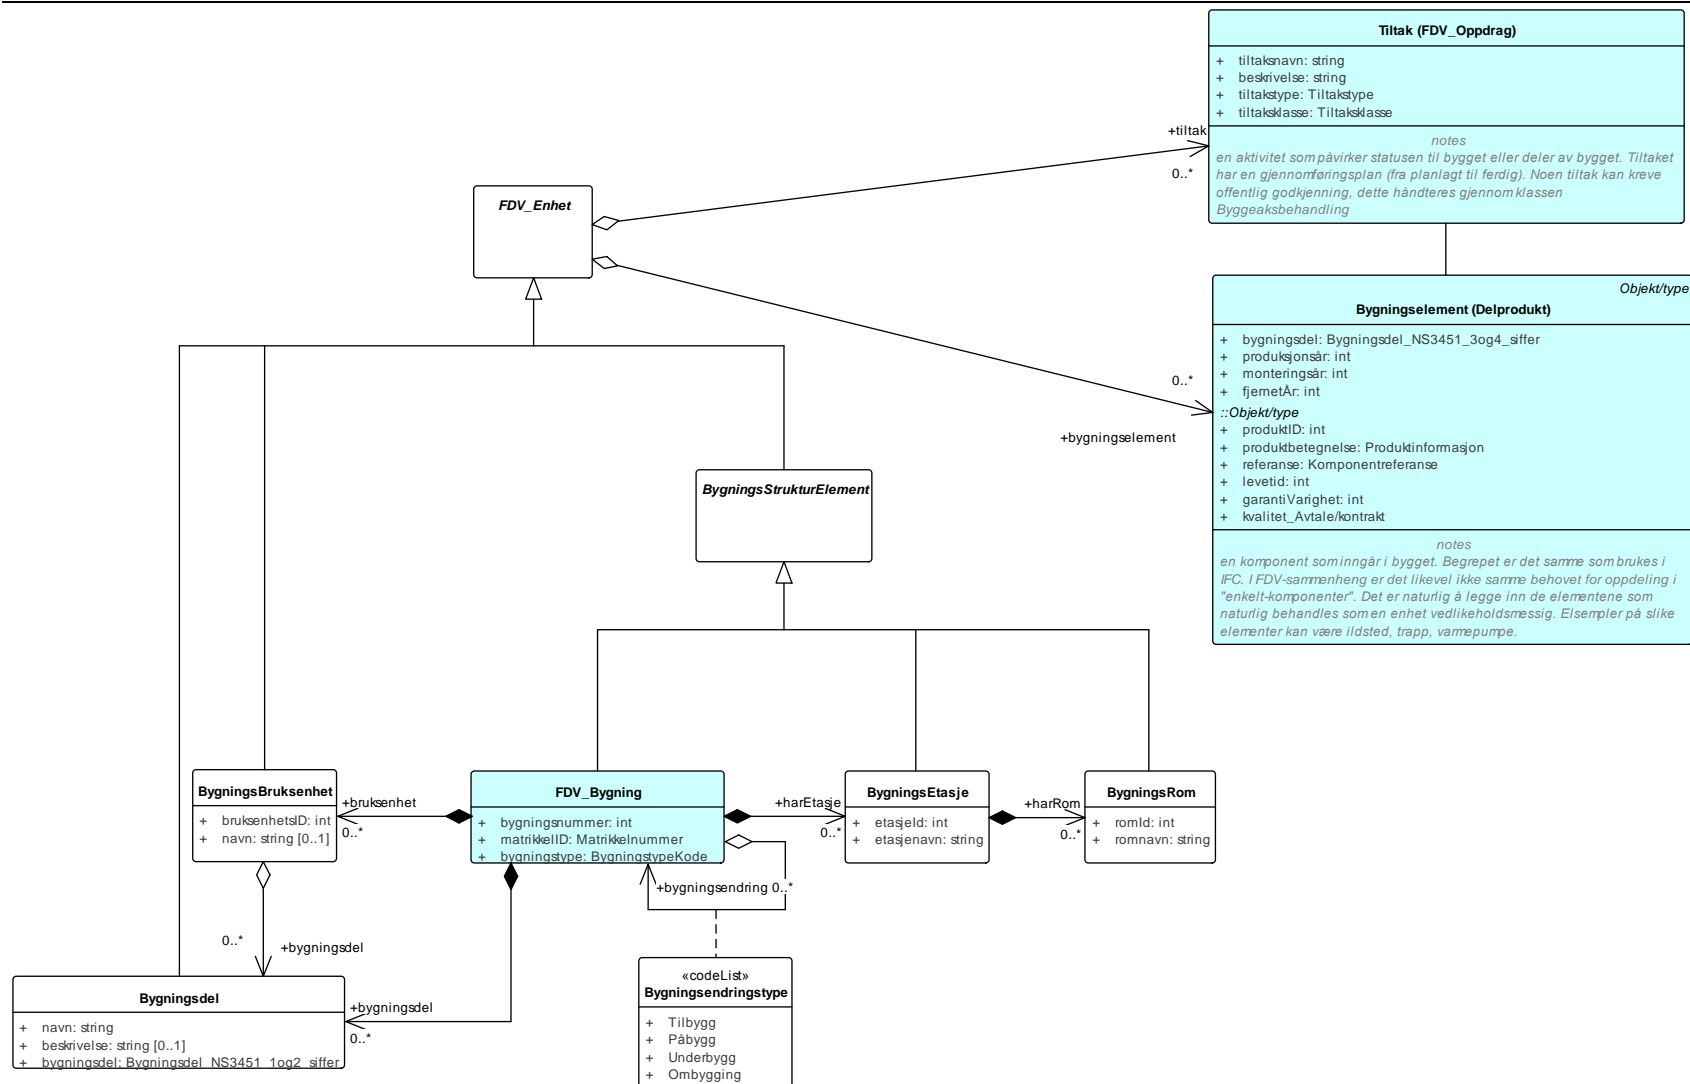 Tiltak (FDV_Oppdrag)
+ tiltaksnavn: string
+ beskrivelse: string
+ tiltakstype: Tiltakstype
+ tiltaksklasse: Tiltaksklasse
notes
en aktivitet som påvirker statusen til bygget eller deler av bygget. Tiltaket
har en gjennomføringsplan (fra planlagt til ferdig). Noen tiltak kan kreve
offentlig godkjenning, dette håndteres gjennom klassen
Byggeaksbehandling
+tiltak
0..*
FDV_Enhet
Objekt/type
Bygningselement (Delprodukt)
+ bygningsdel: Bygningsdel_NS3451_3og4_siffer
+ produksjonsår: int
+ monteringsår: int
+ fjernetÅr: int
::Objekt/type
+ produktID: int
+ produktbetegnelse: Produktinformasjon
+ referanse: Komponentreferanse
+ levetid: int
+ garantiVarighet: int
+ kvalitet_Avtale/kontrakt
notes
en komponent som inngår i bygget. Begrepet er det samme som brukes i
IFC. I FDV-sammenheng er det likevel ikke samme behovet for oppdeling i
"enkelt-komponenter". Det er naturlig å legge inn de elementene som
naturlig behandles som en enhet vedlikeholdsmessig. Elsempler på slike
elementer kan være ildsted, trapp, varmepumpe.
0..*
+bygningselement
BygningsStrukturElement
BygningsBruksenhet
+ bruksenhetsID: int
+ navn: string [0..1]
+bruksenhet
0..*
FDV_Bygning
+ bygningsnummer: int
+ matrikkelID: Matrikkelnummer
+ bygningstype: BygningstypeKode
+harEtasje
0..*
BygningsEtasje
+ etasjeId: int
+ etasjenavn: string
+harRom
0..*
BygningsRom
+ romId: int
+ romnavn: string
+bygningsendring 0..*
0..*
+bygningsdel
Bygningsdel
+ navn: string
+ beskrivelse: string [0..1]
+ bygningsdel: Bygningsdel_NS3451_1og2_siffer
+bygningsdel
0..*
«codeList»
Bygningsendringstype
+ Tilbygg
+ Påbygg
+ Underbygg
+ Ombygging